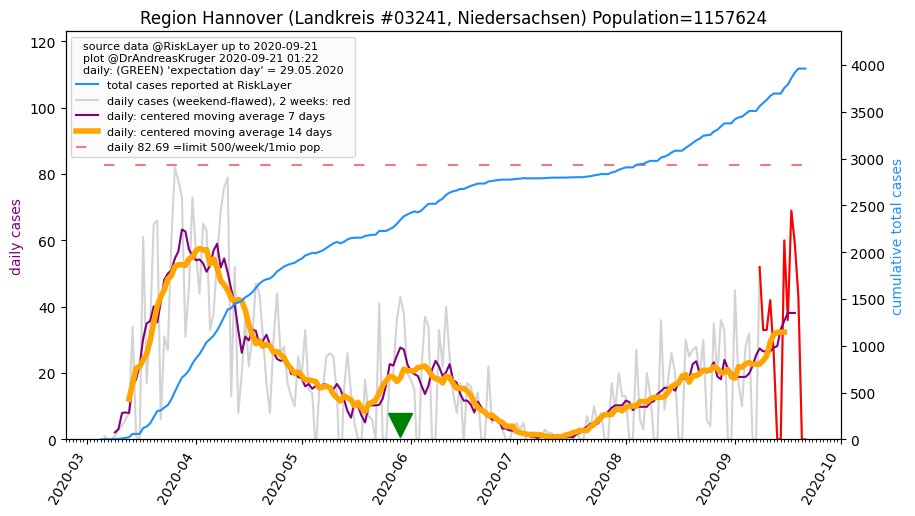 Region Hannover (Landkreis #03241, Niedersachsen) Population=1157624
source data @RiskLayer up to 2020-09-21
plot @DrAndreasKruger 2020-09-21 01:22
daily: (GREEN) 'expectation day' = 29.05.2020
total cases reported at RiskLayer
daily cases (weekend-flawed), 2 weeks: red
daily: centered moving average 7 days
daily: centered moving average 14 days
daily 82.69 =limit 500/week/1mio pop.
daily cases
120
100
80
60
40
20
0
cumulative total cases
4000
3500
3000
2500
2000
1500
1000
500
0
2020-03
2020-04
2020-05
2020-06
2020-07
2020-08
2020-09
2020-10